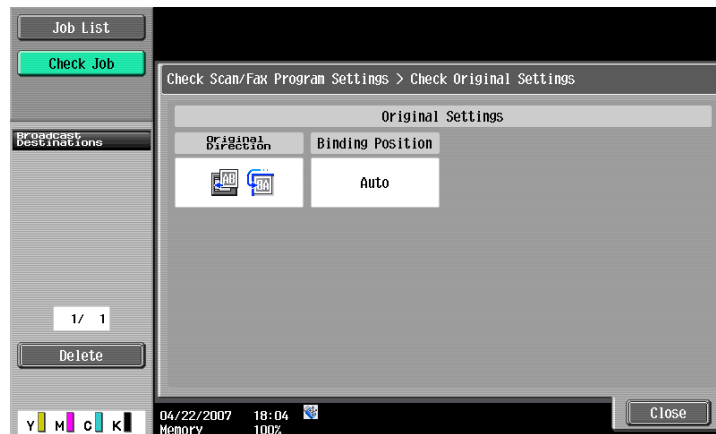 Job List
Check Job
Check Scan/Fax Program Settings > Check Original Settings
Original Settings
Broadcast
Destinations
Original
Direction
Binding Position
AB
Auto
1/ 1
Delete
Y M C K
04/22/2007 18:04
Memory 100%
Close